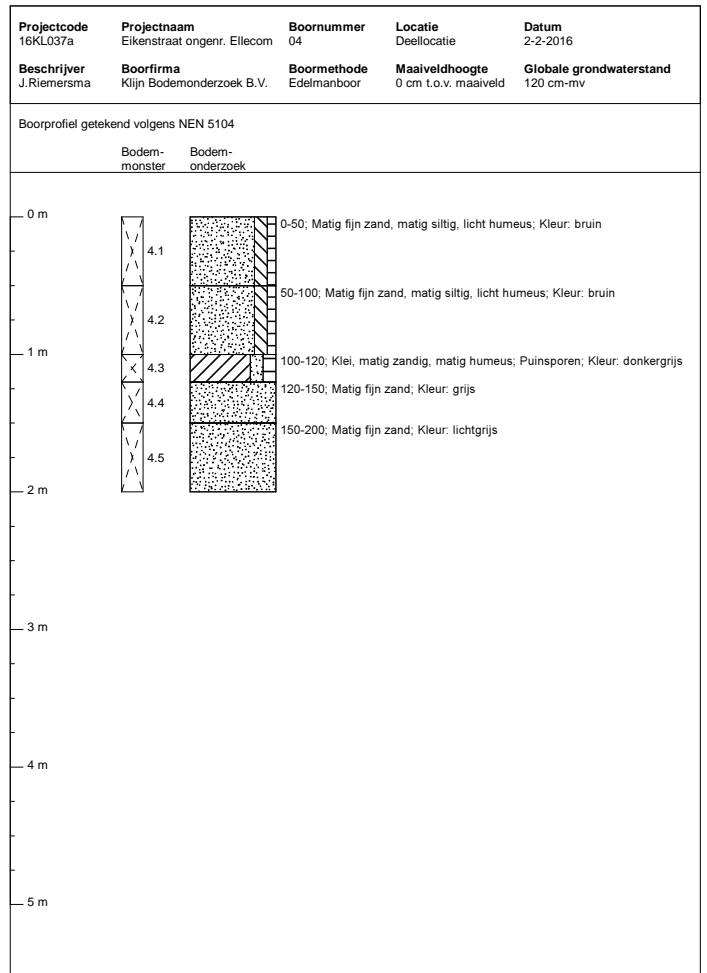 Projectcode Projectnaam Boornummer Locatie Datum
16KL037a Eikenstraat ongenr. Ellecom 04 Deellocatie 2-2-2016
Beschrijver Boorfirma Boormethode Maaiveldhoogte Globale grondwaterstand
J.Riemersma Klijn Bodemonderzoek B.V. Edelmanboor 0 cm t.o.v. maaiveld 120 cm-mv
Boorprofiel getekend volgens NEN 5104
Bodem- Bodem-
monster onderzoek
0 m
0-50; Matig fijn zand, matig siltig, licht humeus; Kleur: bruin
4.1
50-100; Matig fijn zand, matig siltig, licht humeus; Kleur: bruin
4.2
1 m
100-120; Klei, matig zandig, matig humeus; Puinsporen; Kleur: donkergrijs
4.3
120-150; Matig fijn zand; Kleur: grijs
4.4
150-200; Matig fijn zand; Kleur: lichtgrijs
4.5
2 m
3 m
4 m
5 m